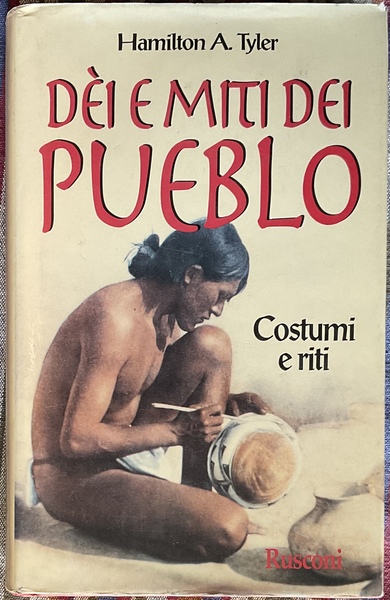 Hamilton A. Tyler
DÈI E MITI DEI
PUEBLO
Costumi
e riti
Rusconi